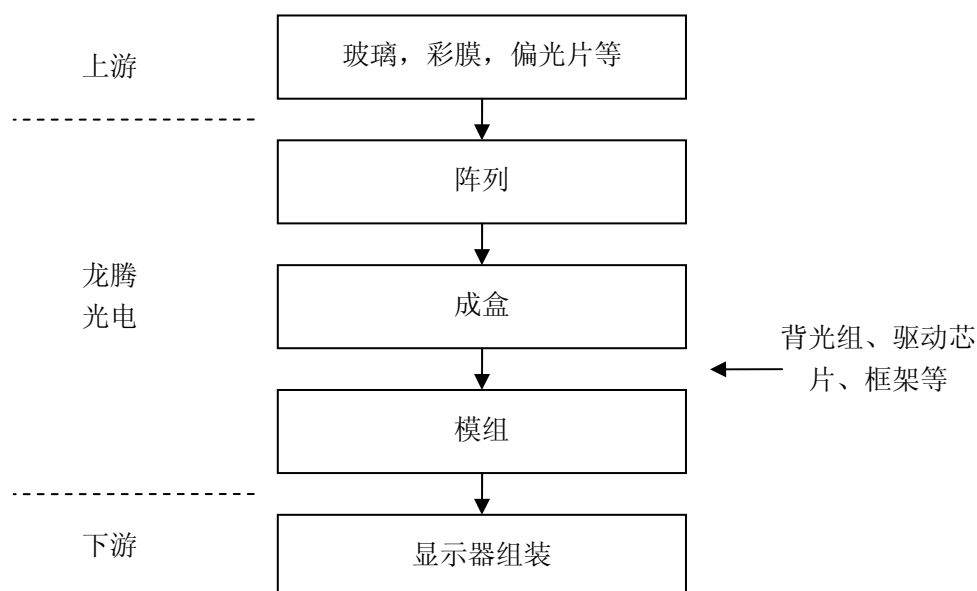 上游
玻璃，彩膜，偏光片等
阵列
龙腾
光电
成盒
背光组、驱动芯
片、框架等
模组
下游
显示器组装